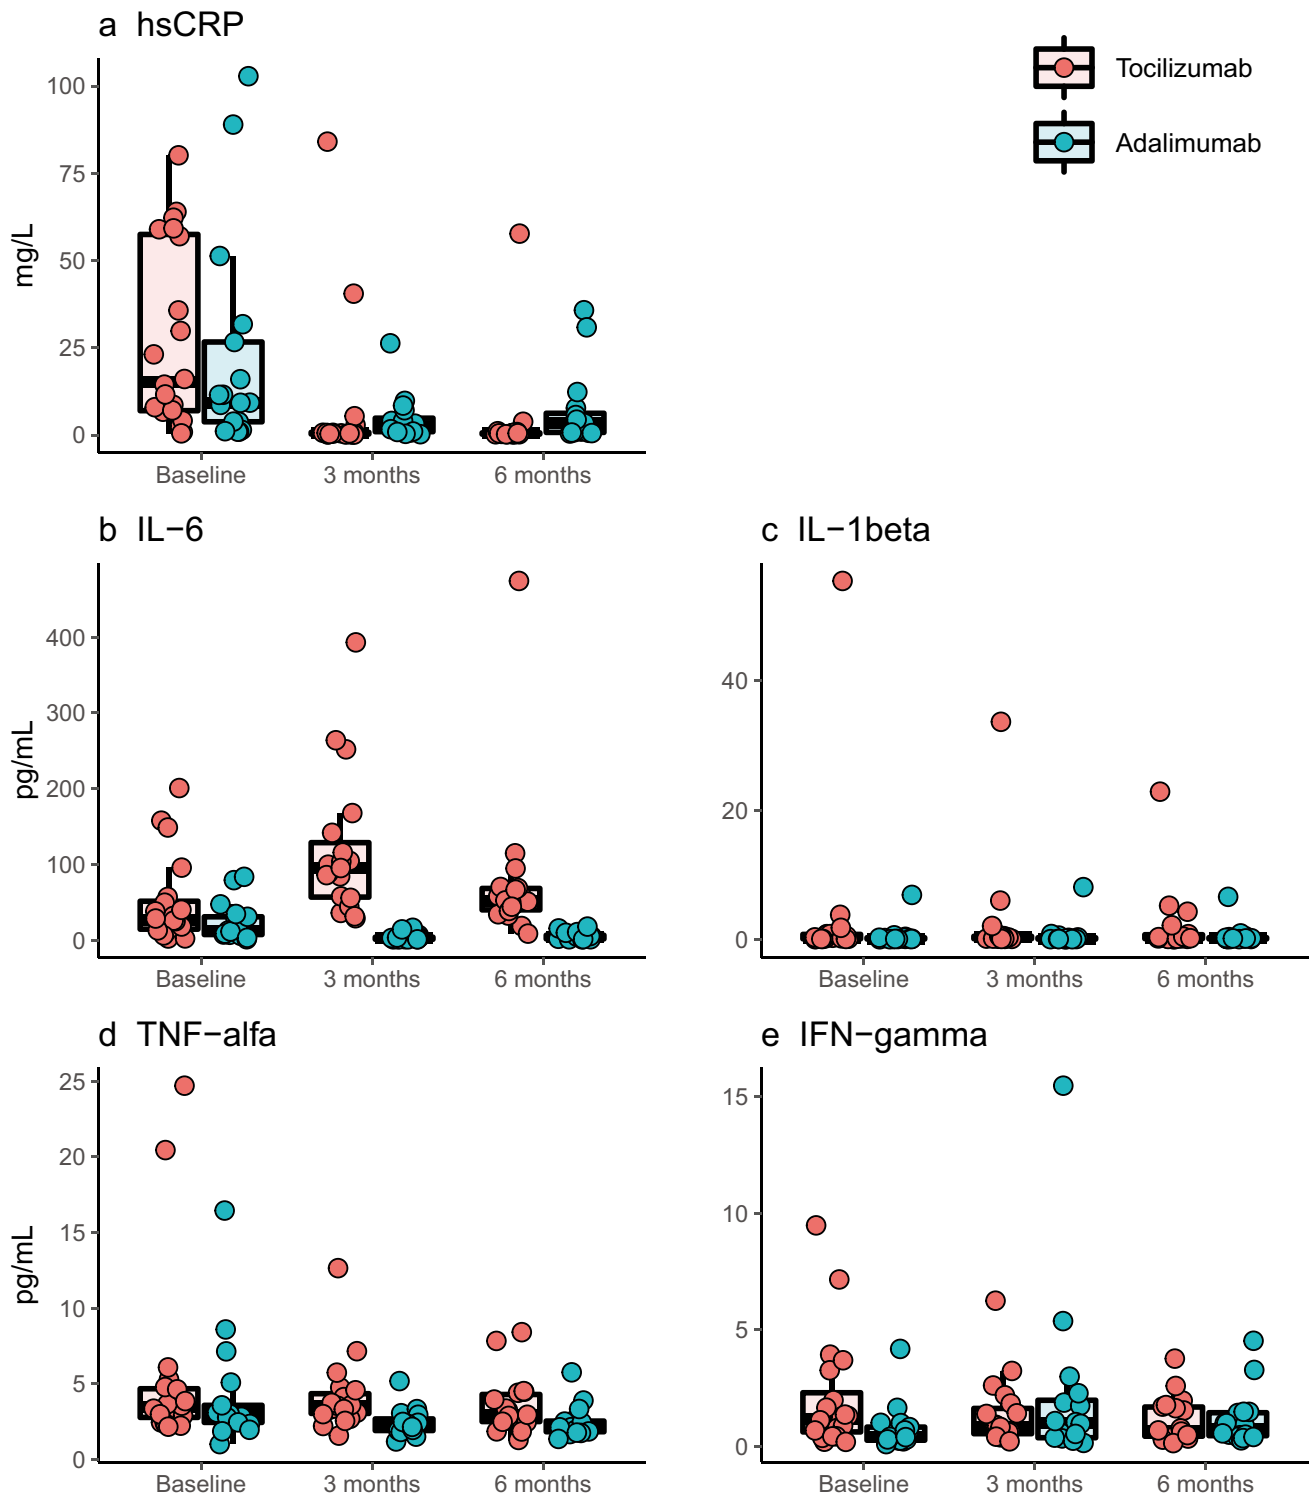 a hsCRP
Tocilizumab
Adalimumab
mg/L
100
75
50
25
0
Baseline 3 months 6 months
b IL−6
pg/mL
400
300
200
100
0
Baseline 3 months 6 months
c IL−1beta
40
20
0
Baseline 3 months 6 months
d TNF−alfa
pg/mL
25
20
15
10
5
0
Baseline 3 months 6 months
e IFN−gamma
15
10
5
0
Baseline 3 months 6 months